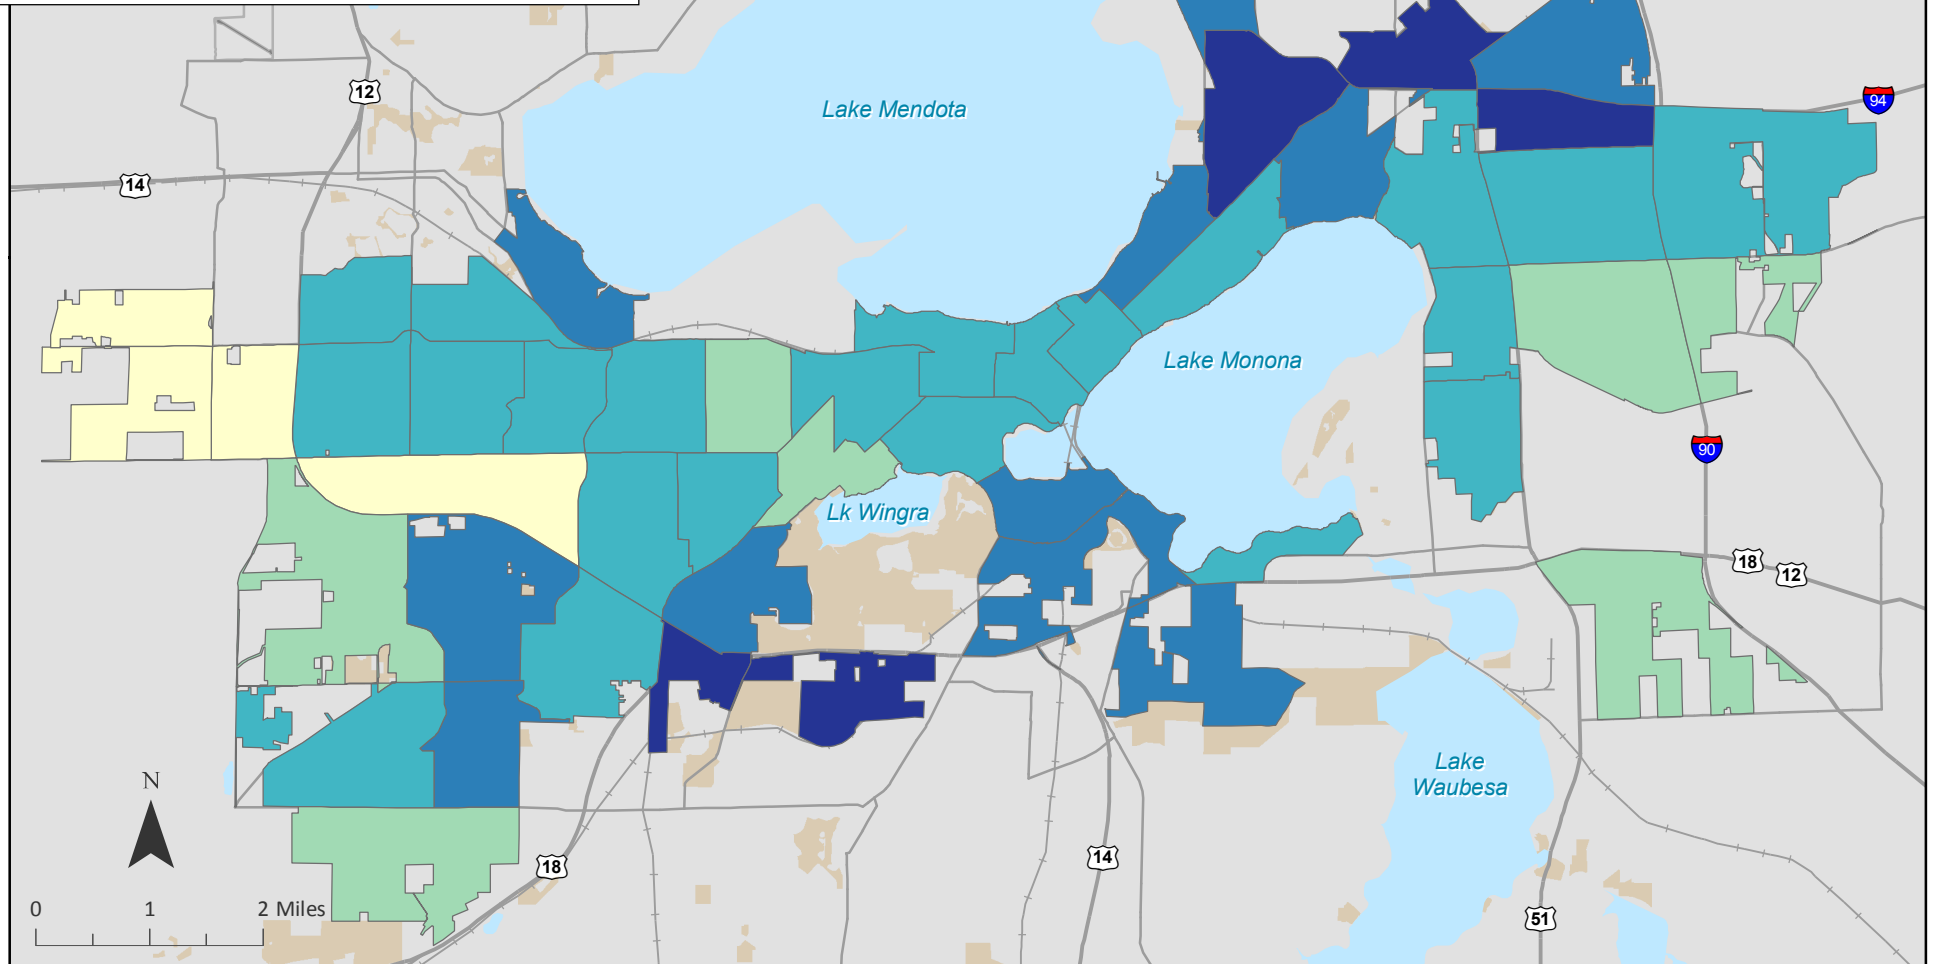 12
Lake Mendota
94
14
Lake Monona
90
Lk Wingra
18
12
Lake
Waubesa
N
18
14
0 1 2 Miles
51